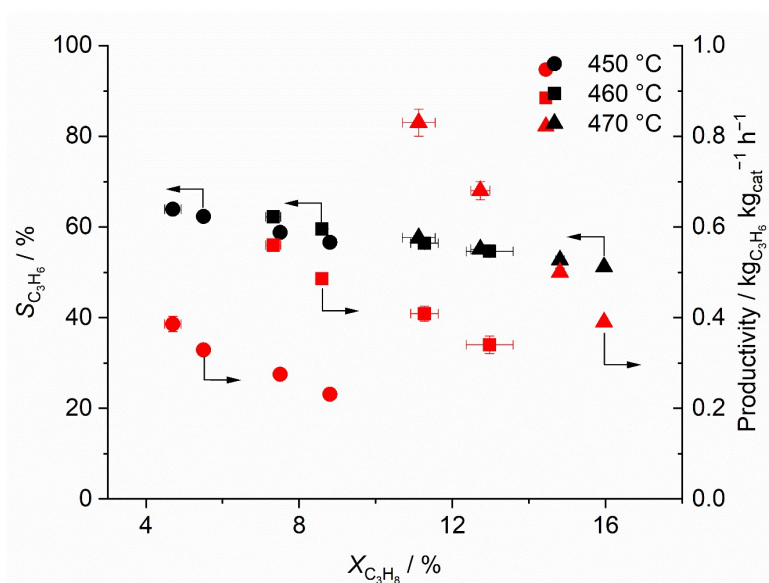 100
80
60
40
20
0
S_C3H6 / %
4
8
12
16
X_C3H8 / %
1.0
0.8
0.6
0.4
0.2
0.0
Productivity / kg_C3H6 kg_cat^−1 h^−1
450 °C
460 °C
470 °C